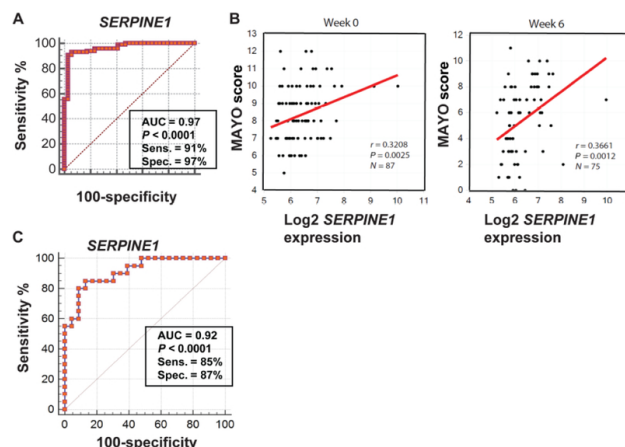 A
SERPINE1
100
80
60
40
20
0
Sensitivity %
AUC = 0.97
P < 0.0001
Sens. = 91%
Spec. = 97%
100-specificity
B
Week 0
13
12
11
10
9
8
7
6
5
4
MAYO score
r = 0.3208
P = 0.0025
N = 87
5 6 7 8 9 10 11
Log2 SERPINE1
expression
Week 6
12
10
8
6
4
2
0
MAYO score
r = 0.3661
P = 0.0012
N = 75
4 5 6 7 8 9 10
Log2 SERPINE1
expression
C
SERPINE1
100
80
60
40
20
0
Sensitivity %
AUC = 0.92
P < 0.0001
Sens. = 85%
Spec. = 87%
0 20 40 60 80 100
100-specificity